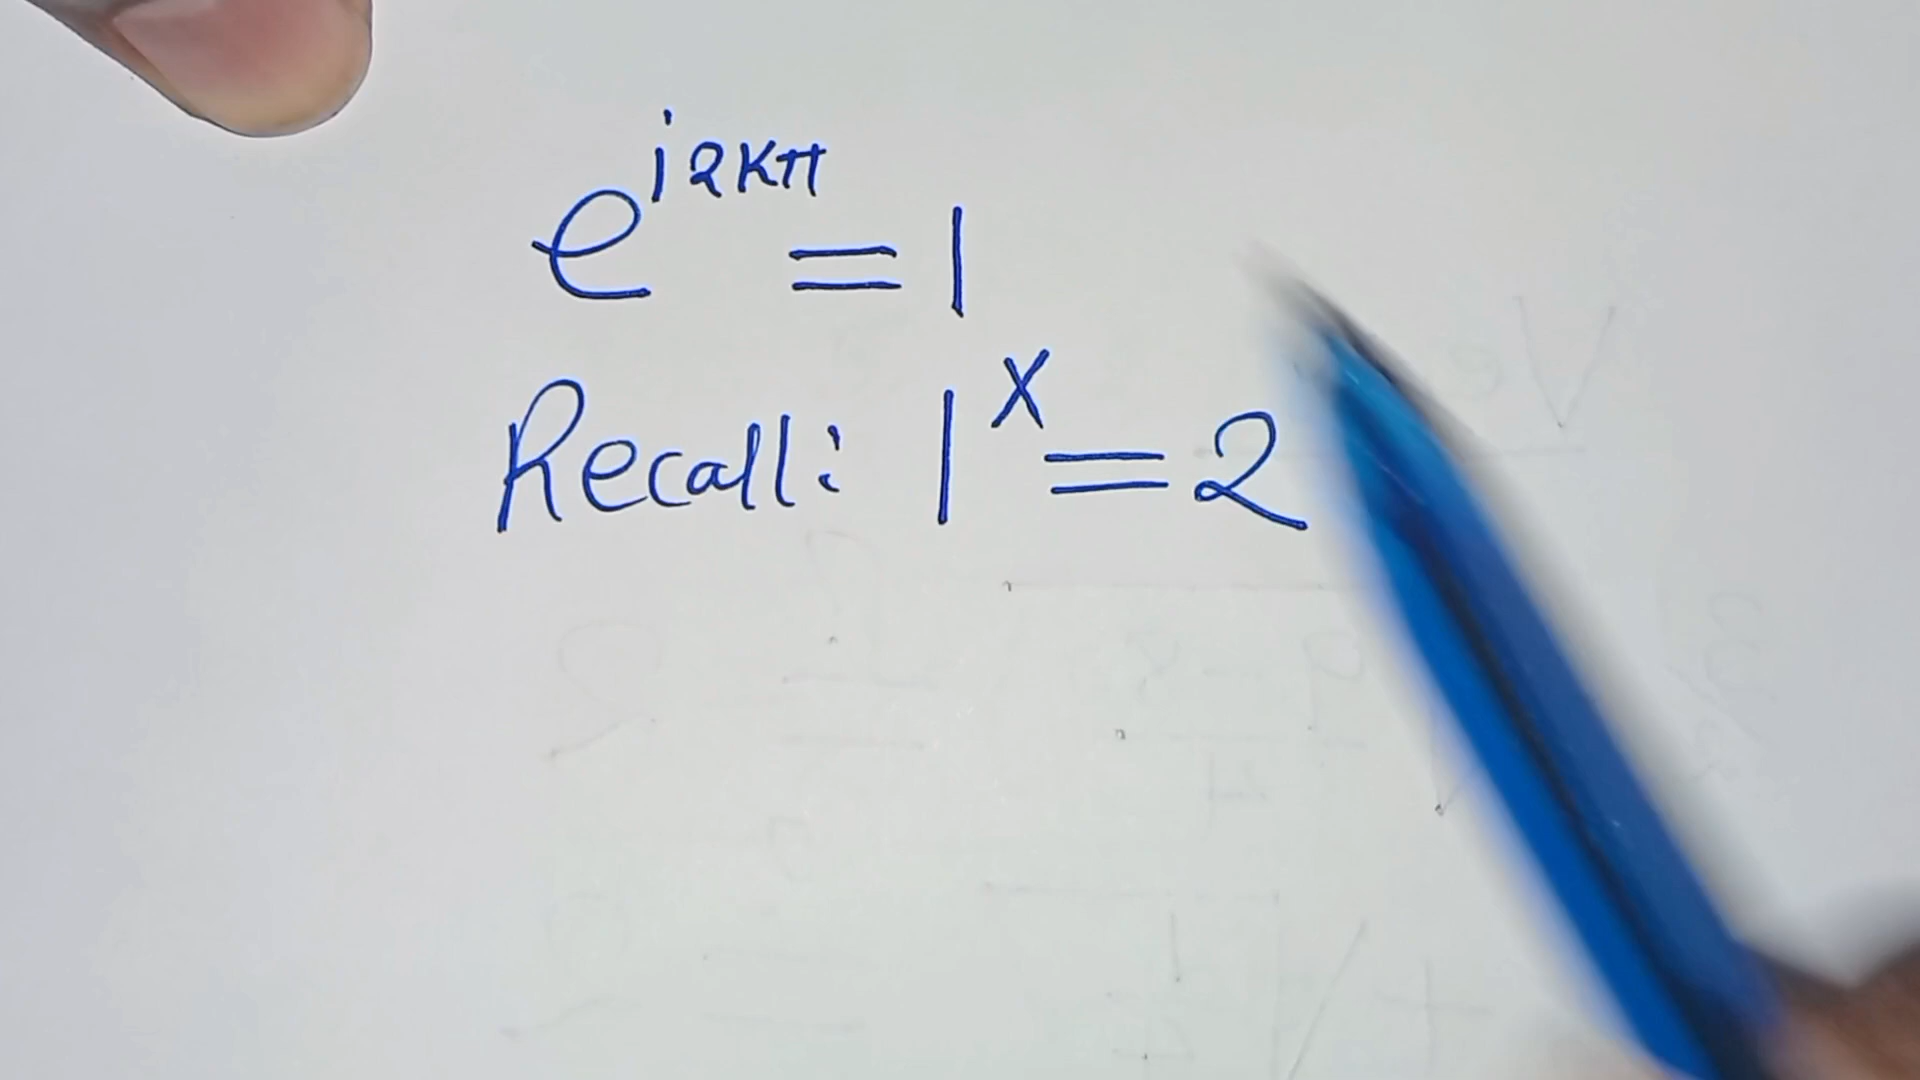 e^{i2Kπ} = 1
Recall: 1^x = 2